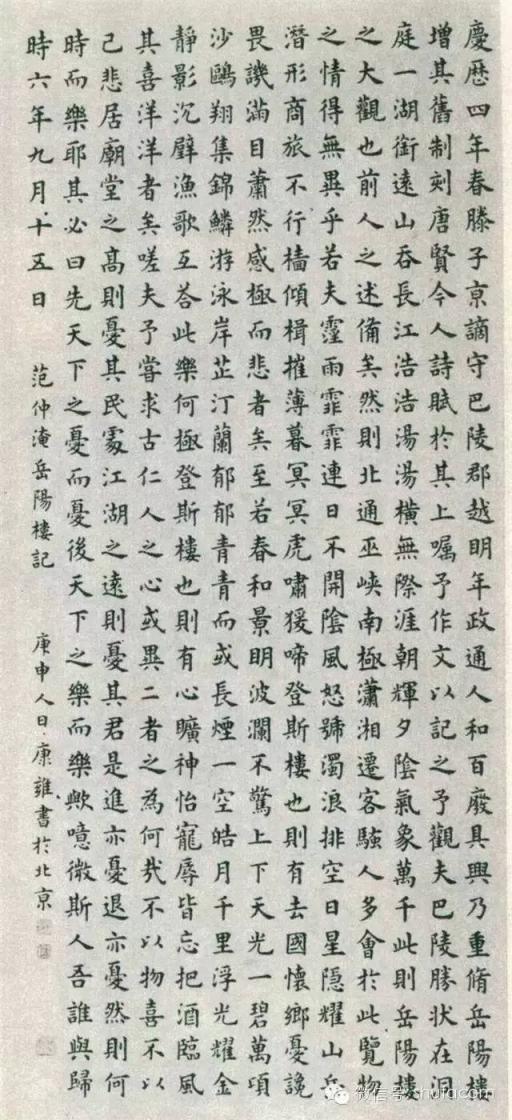 慶歷四年春滕子京謫守巴陵郡越明年政通人和百廢具興乃重脩岳陽樓
增其舊制刻唐賢今人詩賦於其上囑予作文以記之予觀夫巴陵勝狀在洞
庭一湖銜遠山吞長江浩浩湯湯橫無際涯朝輝夕陰氣象萬千此則岳陽樓
之大觀也前人之述備矣然則北通巫峽南極瀟湘遷客騷人多會於此覽物
之情得無異乎若夫霪雨霏霏連日不開陰風怒號濁浪排空日星隱耀山岳
潛形商旅不行檣傾楫摧薄暮冥冥虎嘯猨啼登斯樓也則有去國懷鄉憂讒
畏譏滿目蕭然感極而悲者矣至若春和景明波瀾不驚上下天光一碧萬頃
沙鷗翔集錦鱗游泳岸芷汀蘭郁郁青青而或長煙一空皓月千里浮光耀金
靜影沉璧漁歌互荅此樂何極登斯樓也則有心曠神怡寵辱皆忘把酒臨風
其喜洋洋者矣嗟夫予嘗求古仁人之心或異二者之為何哉不以物喜不以
己悲居廟堂之高則憂其民處江湖之遠則憂其君是進亦憂退亦憂然則何
時而樂耶其必曰先天下之憂而憂後天下之樂而樂歟噫微斯人吾誰與歸
時六年九月十五日 范仲淹岳陽樓記 庚申人日康雍書於北京
微信号: shufacom